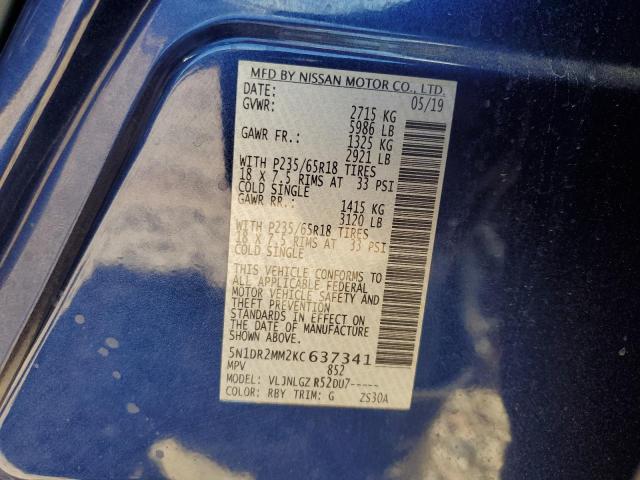 MFD BY NISSAN MOTOR CO., LTD.
DATE: 05/19
GVWR: 2715 KG
5986 LB
GAWR FR.: 1325 KG
2921 LB
WITH P235/65R18 TIRES
18 X 7.5 RIMS AT 33 PSI
COLD SINGLE
GAWR RR.: 1415 KG
3120 LB
WITH P235/65R18 TIRES
18 X 7.5 RIMS AT 33 PSI
COLD SINGLE
THIS VEHICLE CONFORMS TO
ALL APPLICABLE FEDERAL
MOTOR VEHICLE SAFETY AND
THEFT PREVENTION
STANDARDS IN EFFECT ON
THE DATE OF MANUFACTURE
SHOWN ABOVE.
5N1DR2MM2KC637341
MPV 852
MODEL: VLJNLGZ R52DU7-----
COLOR: RBY TRIM: G ZS30A